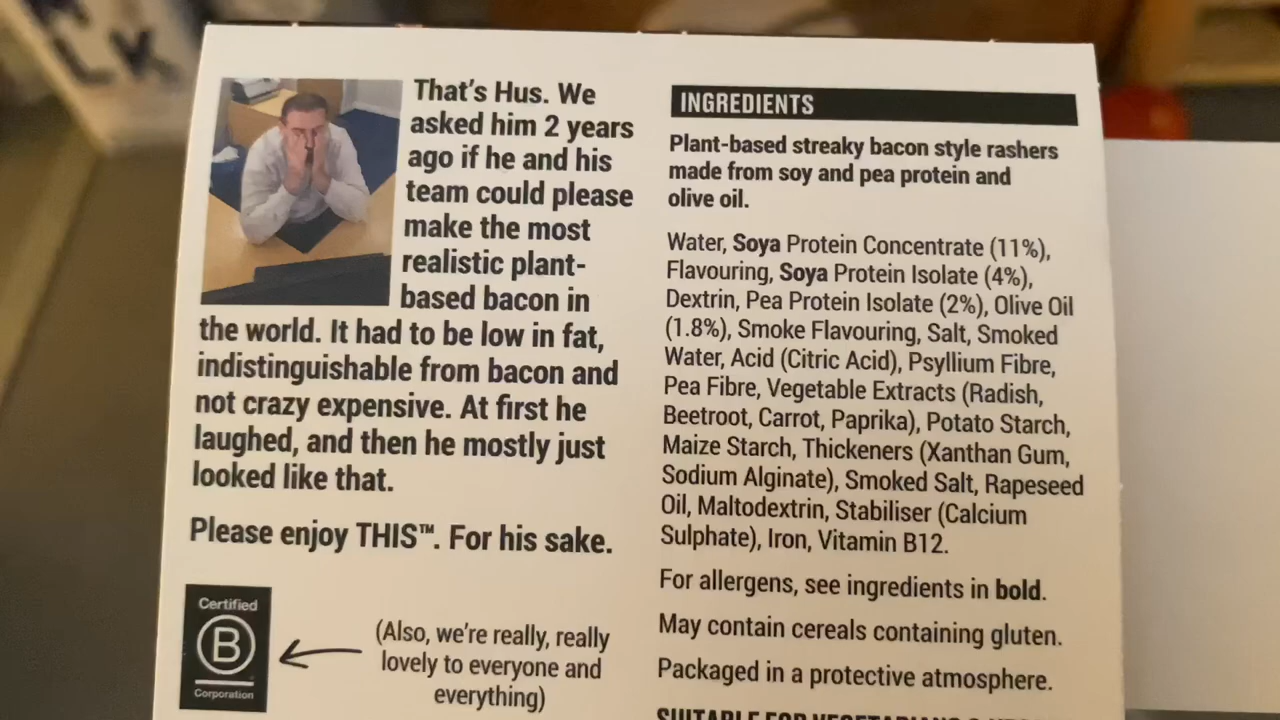 That's Hus. We
asked him 2 years
ago if he and his
team could please
make the most
realistic plant-
based bacon in
the world. It had to be low in fat,
indistinguishable from bacon and
not crazy expensive. At first he
laughed, and then he mostly just
looked like that.
Please enjoy THIS™. For his sake.
Certified
B
Corporation
(Also, we're really, really
lovely to everyone and
everything)
INGREDIENTS
Plant-based streaky bacon style rashers
made from soy and pea protein and
olive oil.
Water, Soya Protein Concentrate (11%),
Flavouring, Soya Protein Isolate (4%),
Dextrin, Pea Protein Isolate (2%), Olive Oil
(1.8%), Smoke Flavouring, Salt, Smoked
Water, Acid (Citric Acid), Psyllium Fibre,
Pea Fibre, Vegetable Extracts (Radish,
Beetroot, Carrot, Paprika), Potato Starch,
Maize Starch, Thickeners (Xanthan Gum,
Sodium Alginate), Smoked Salt, Rapeseed
Oil, Maltodextrin, Stabiliser (Calcium
Sulphate), Iron, Vitamin B12.
For allergens, see ingredients in bold.
May contain cereals containing gluten.
Packaged in a protective atmosphere.
SUITABLE FOR VEGETARIANS &